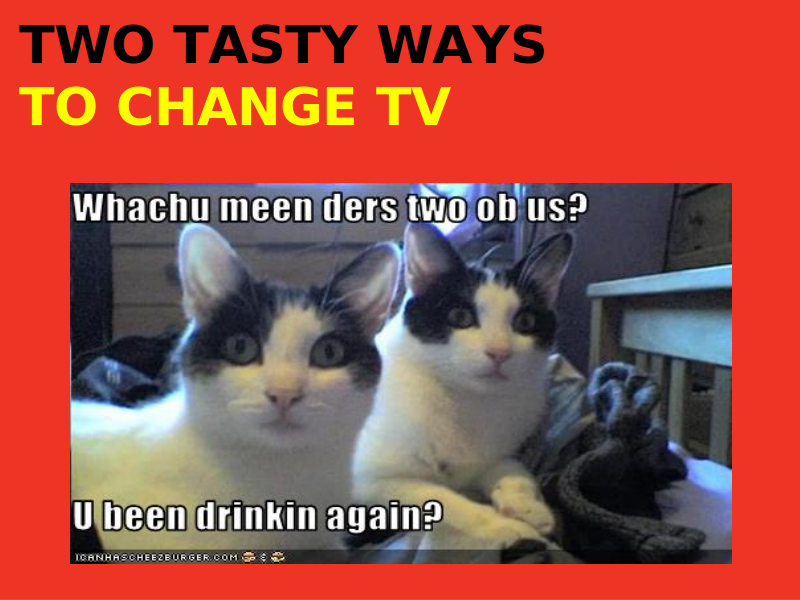 TWO TASTY WAYS
TO CHANGE TV
Whachu meen ders two ob us?
U been drinkin again?
ICANHASCHEEZBURGER.COM